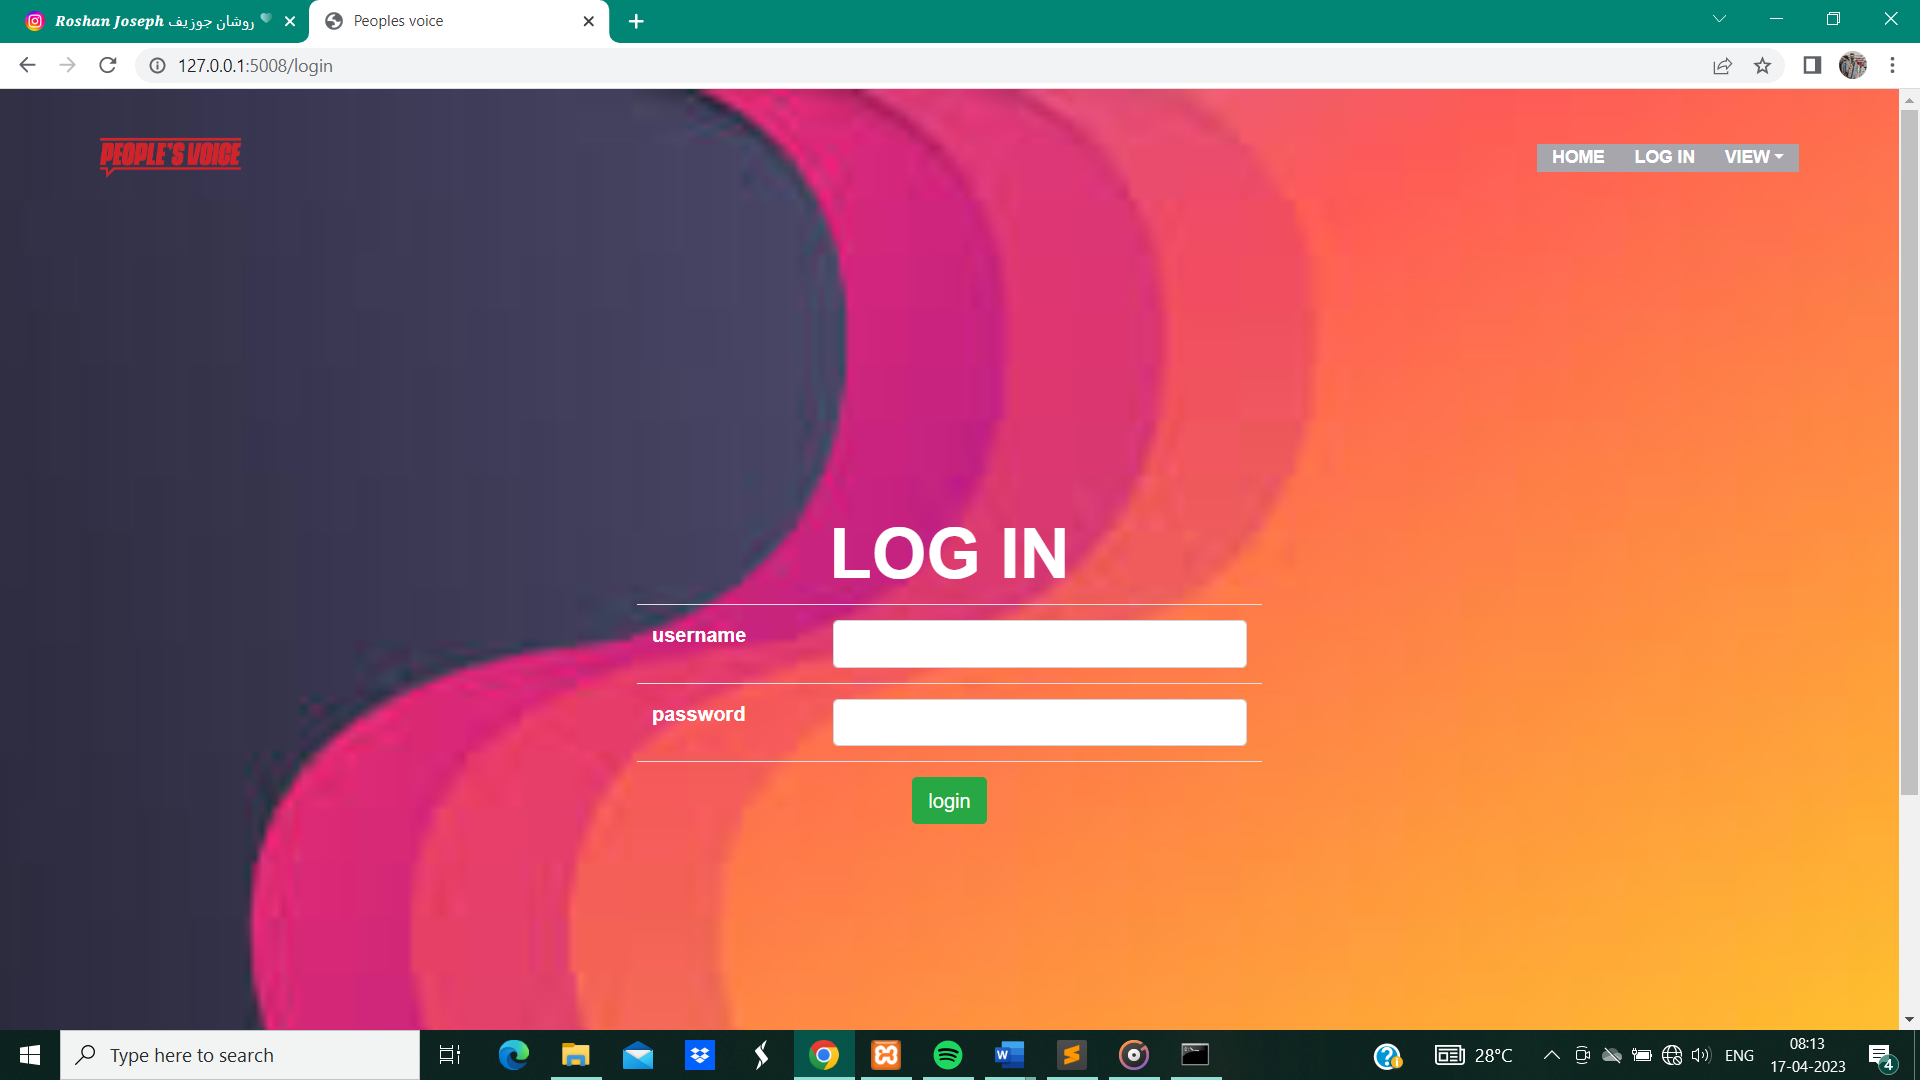 Roshan Joseph روشان جوزيف
Peoples voice
127.0.0.1:5008/login
PEOPLE'S VOICE
HOME LOG IN VIEW
LOG IN
username
password
login
Type here to search
28°C
ENG
08:13
17-04-2023
4